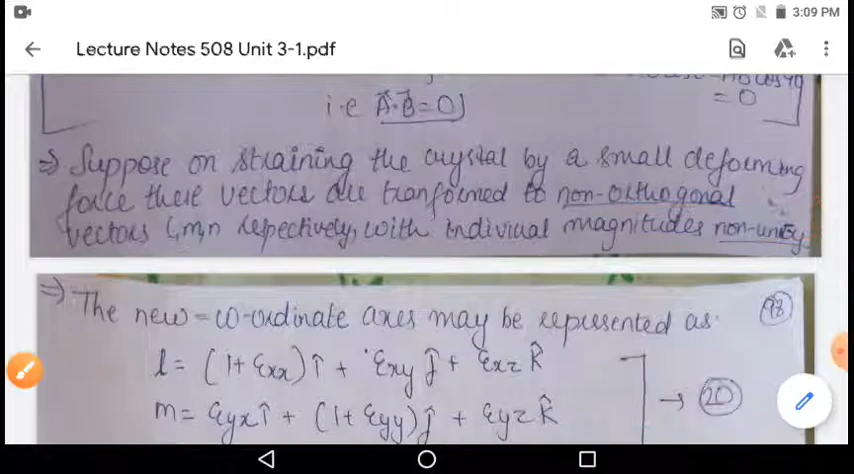 3:09 PM
Lecture Notes 508 Unit 3-1.pdf
i.e A⃗·B⃗=0]
= 0
⇒ Suppose on straining the crystal by a small deforming
force these vectors are tranformed to non-orthogonal
vectors l,m,n repectively, with indiviual magnitudes non-unity.
⇒ The new = co-ordinate axes may be represented as
98
l = (1+ εxx) î + εxy ĵ + εxz k̂
m = εyx î + (1+ εyy) ĵ + εyz k̂
→ 20